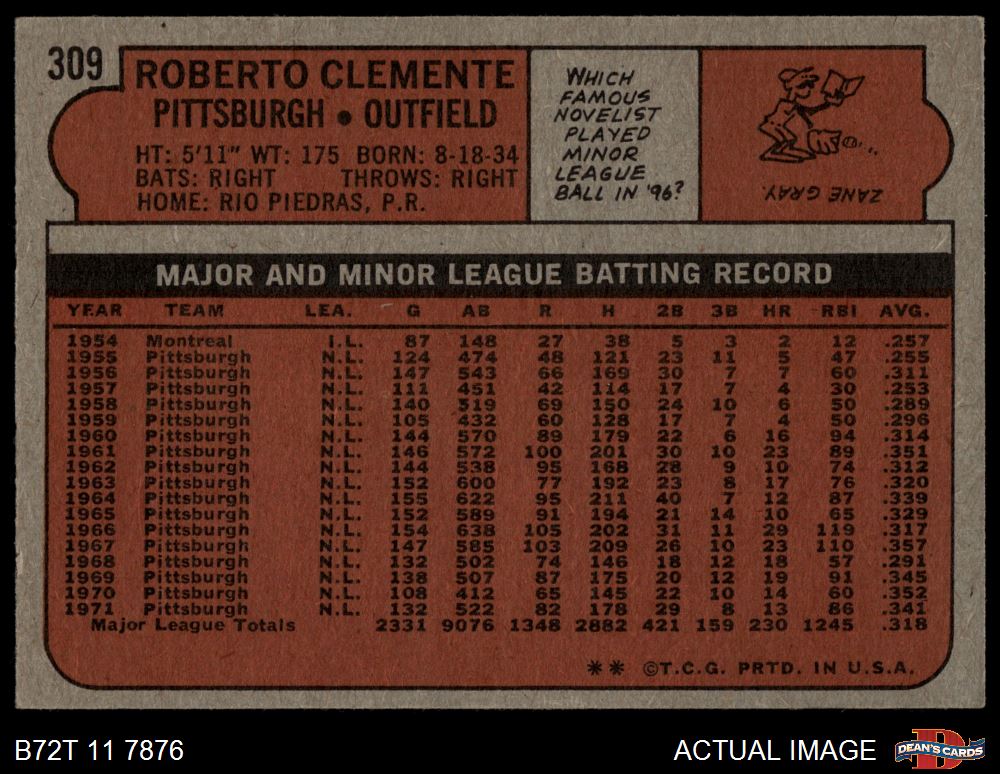 309
ROBERTO CLEMENTE
PITTSBURGH • OUTFIELD
HT: 5'11" WT: 175 BORN: 8-18-34
BATS: RIGHT THROWS: RIGHT
HOME: RIO PIEDRAS, P.R.
WHICH
FAMOUS
NOVELIST
PLAYED
MINOR
LEAGUE
BALL IN '96?
ZANE GRAY.
MAJOR AND MINOR LEAGUE BATTING RECORD
YEAR TEAM LEA. G AB R H 2B 3B HR RBI AVG.
1954 Montreal I.L. 87 148 27 38 5 3 2 12 .257
1955 Pittsburgh N.L. 124 474 48 121 23 11 5 47 .255
1956 Pittsburgh N.L. 147 543 66 169 30 7 7 60 .311
1957 Pittsburgh N.L. 111 451 42 114 17 7 4 30 .253
1958 Pittsburgh N.L. 140 519 69 150 24 10 6 50 .289
1959 Pittsburgh N.L. 105 432 60 128 17 7 4 50 .296
1960 Pittsburgh N.L. 144 570 89 179 22 6 16 94 .314
1961 Pittsburgh N.L. 146 572 100 201 30 10 23 89 .351
1962 Pittsburgh N.L. 144 538 95 168 28 9 10 74 .312
1963 Pittsburgh N.L. 152 600 77 192 23 8 17 76 .320
1964 Pittsburgh N.L. 155 622 95 211 40 7 12 87 .339
1965 Pittsburgh N.L. 152 589 91 194 21 14 10 65 .329
1966 Pittsburgh N.L. 154 638 105 202 31 11 29 119 .317
1967 Pittsburgh N.L. 147 585 103 209 26 10 23 110 .357
1968 Pittsburgh N.L. 132 502 74 146 18 12 18 57 .291
1969 Pittsburgh N.L. 138 507 87 175 20 12 19 91 .345
1970 Pittsburgh N.L. 108 412 65 145 22 10 14 60 .352
1971 Pittsburgh N.L. 132 522 82 178 29 8 13 86 .341
Major League Totals 2331 9076 1348 2882 421 159 230 1245 .318
** ©T.C.G. PRTD. IN U.S.A.
B72T 11 7876
ACTUAL IMAGE
D
DEAN'S CARDS